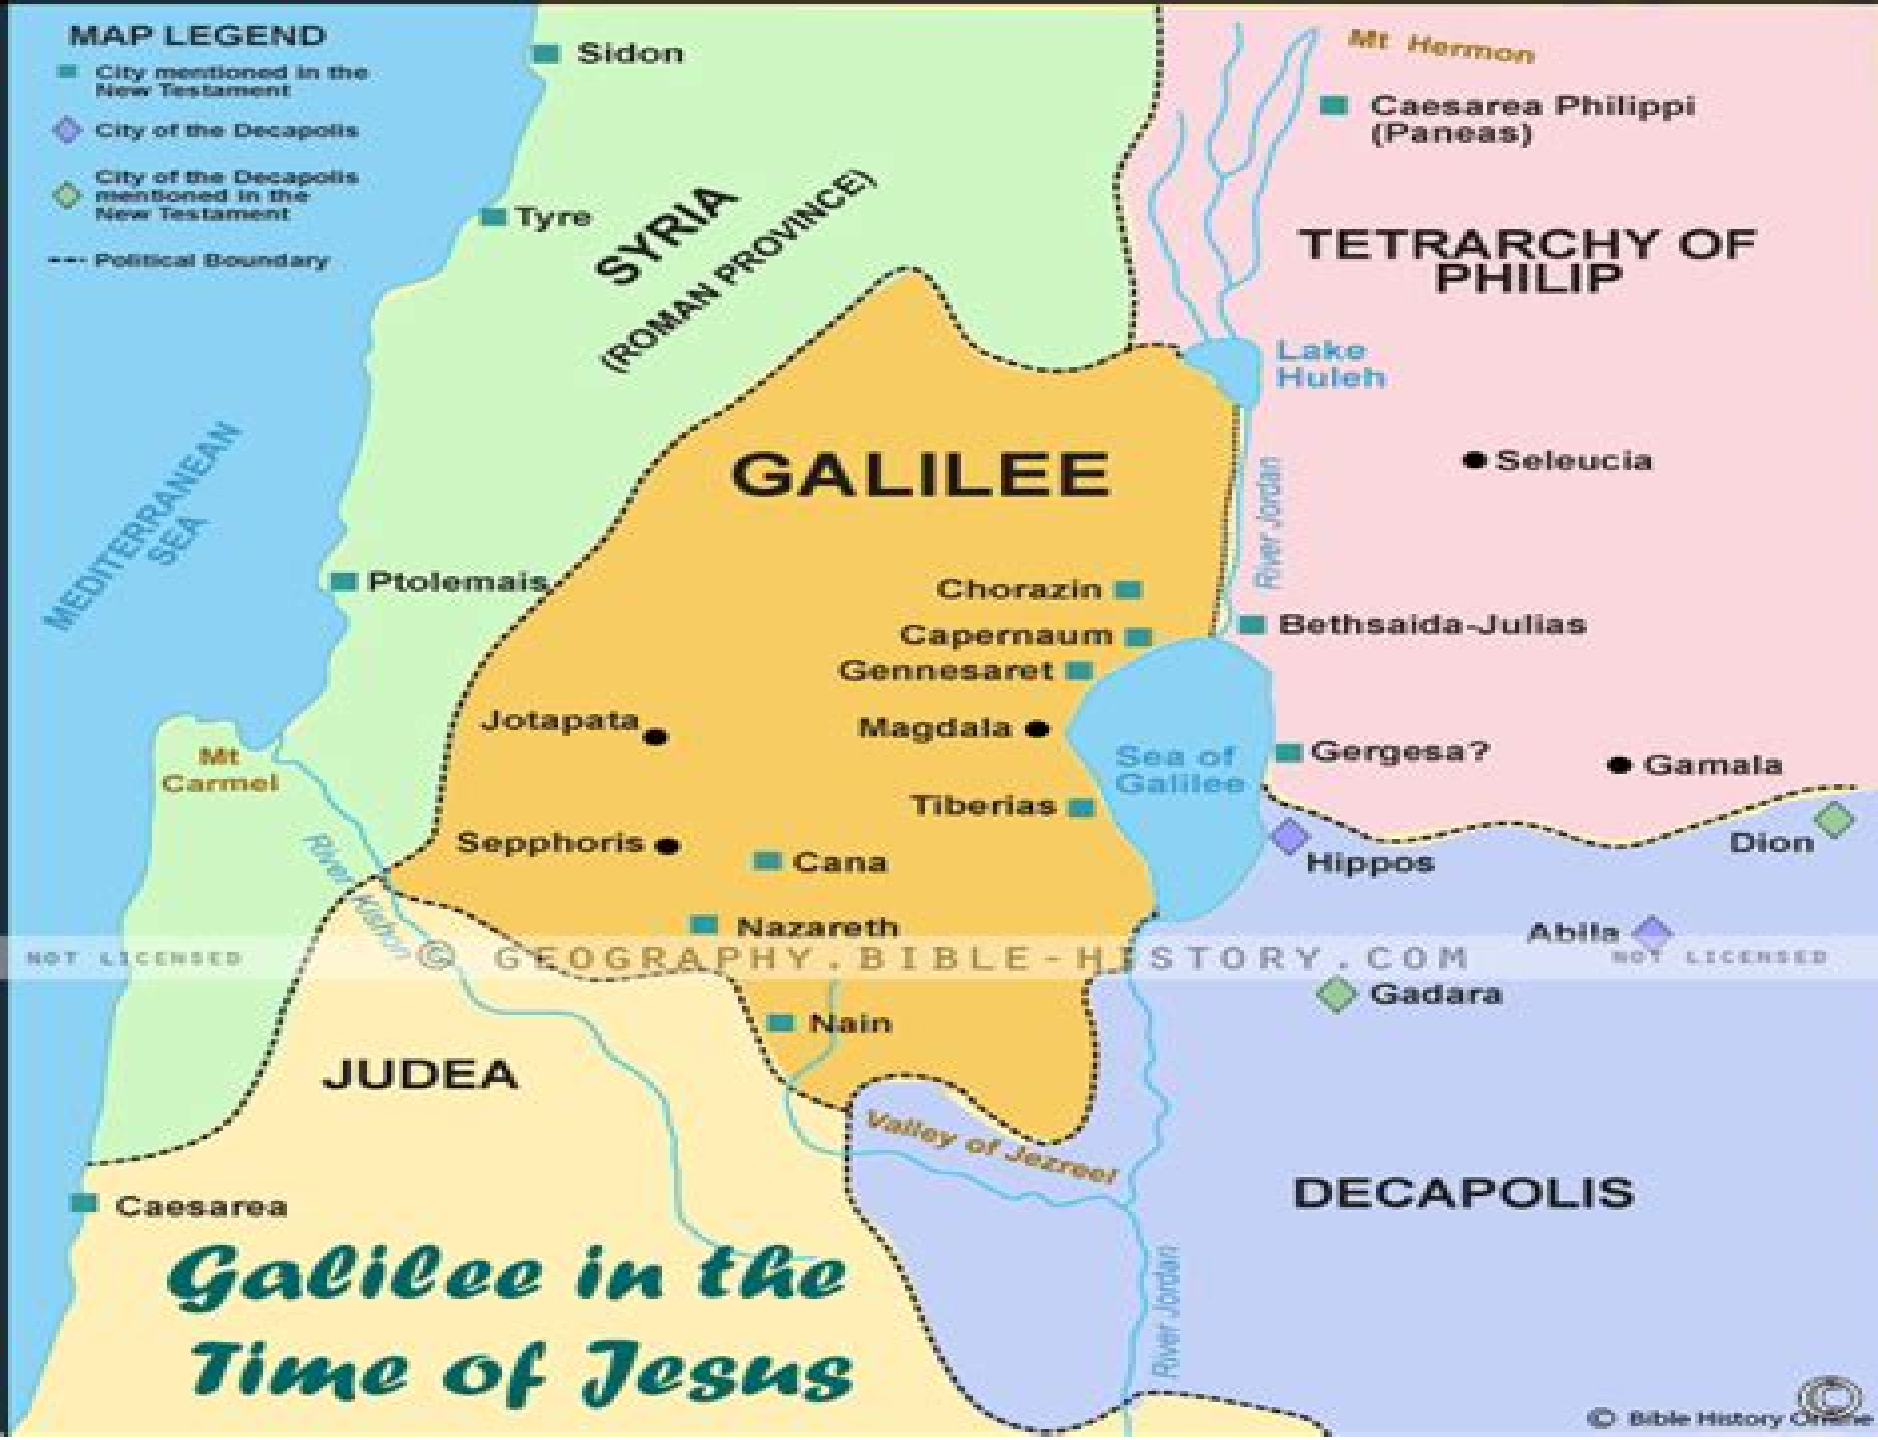 MAP LEGEND
City mentioned in the
New Testament
City of the Decapolis
City of the Decapolis
mentioned in the
New Testament
Political Boundary
Sidon
Mt Hermon
Caesarea Philippi
(Paneas)
Tyre
SYRIA
(ROMAN PROVINCE)
TETRARCHY OF
PHILIP
Lake
Huleh
MEDITERRANEAN
SEA
GALILEE
Seleucia
River Jordan
Ptolemais
Chorazin
Capernaum
Bethsaida-Julias
Gennesaret
Jotapata
Magdala
Mt
Carmel
Sea of
Galilee
Gergesa?
Gamala
Tiberias
River Kishon
Sepphoris
Cana
Hippos
Dion
Nazareth
Abila
NOT LICENSED
© GEOGRAPHY.BIBLE-HISTORY.COM
NOT LICENSED
Gadara
Nain
JUDEA
Valley of Jezreel
DECAPOLIS
Caesarea
River Jordan
Galilee in the
Time of Jesus
© Bible History Online